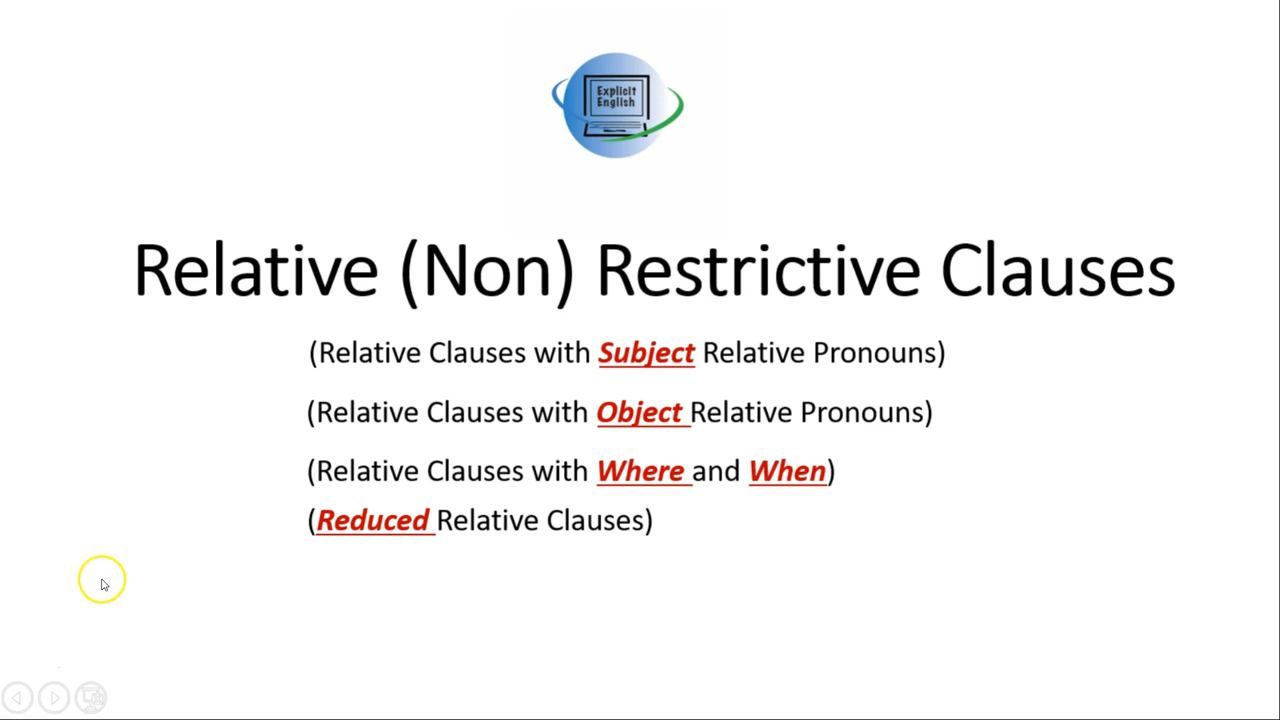 Explicit
English
Relative (Non) Restrictive Clauses
(Relative Clauses with Subject Relative Pronouns)
(Relative Clauses with Object Relative Pronouns)
(Relative Clauses with Where and When)
(Reduced Relative Clauses)